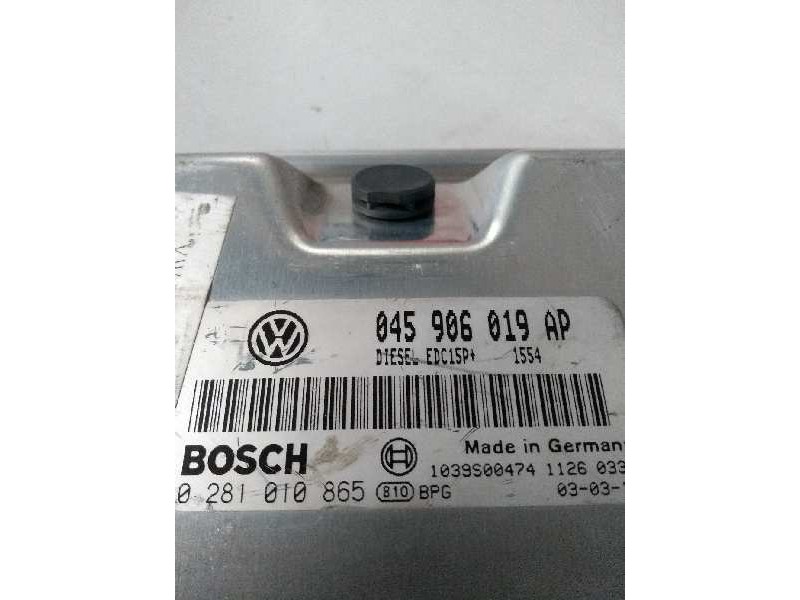 VW
045 906 019 AP
DIESEL EDC15P+ 1554
BOSCH
Made in German
1039S00474 1126 033
0 281 010 865 810 BPG
03-03-